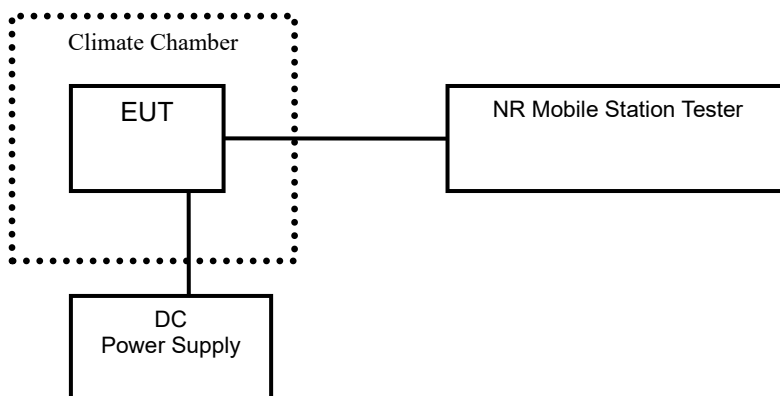 Climate Chamber
EUT
NR Mobile Station Tester
DC
Power Supply